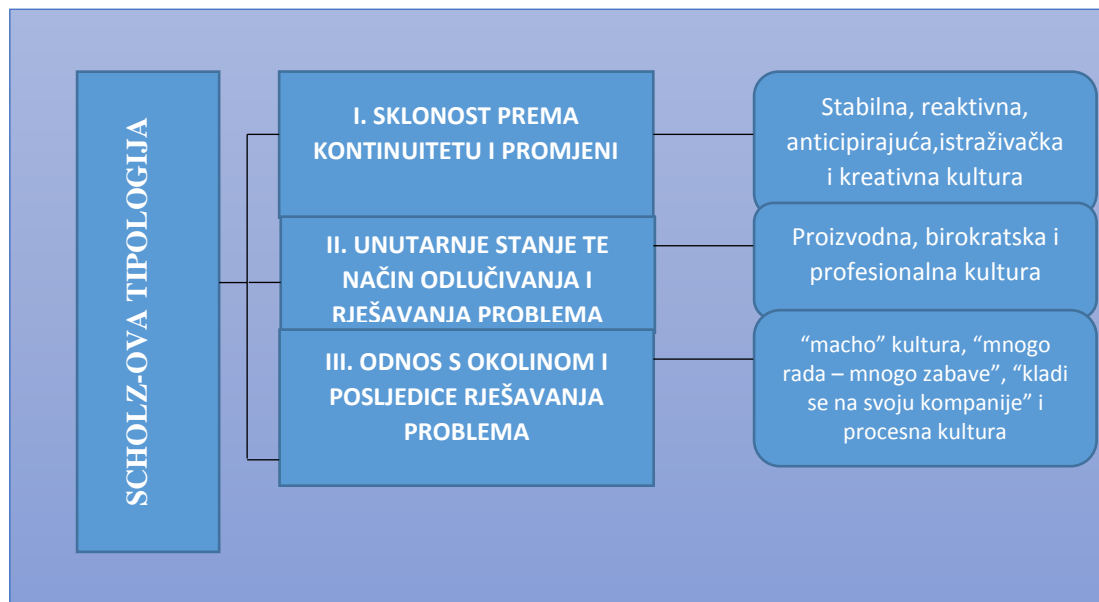 SCHOLZ-OVA TIPOLOGIJA
I. SKLONOST PREMA
KONTINUITETU I PROMJENI
Stabilna, reaktivna,
anticipirajuća,istraživačka
i kreativna kultura
II. UNUTARNJE STANJE TE
NAČIN ODLUČIVANJA I
RJEŠAVANJA PROBLEMA
Proizvodna, birokratska i
profesionalna kultura
III. ODNOS S OKOLINOM I
POSLJEDICE RJEŠAVANJA
PROBLEMA
“macho” kultura, “mnogo
rada – mnogo zabave”, “kladi
se na svoju kompanije” i
procesna kultura